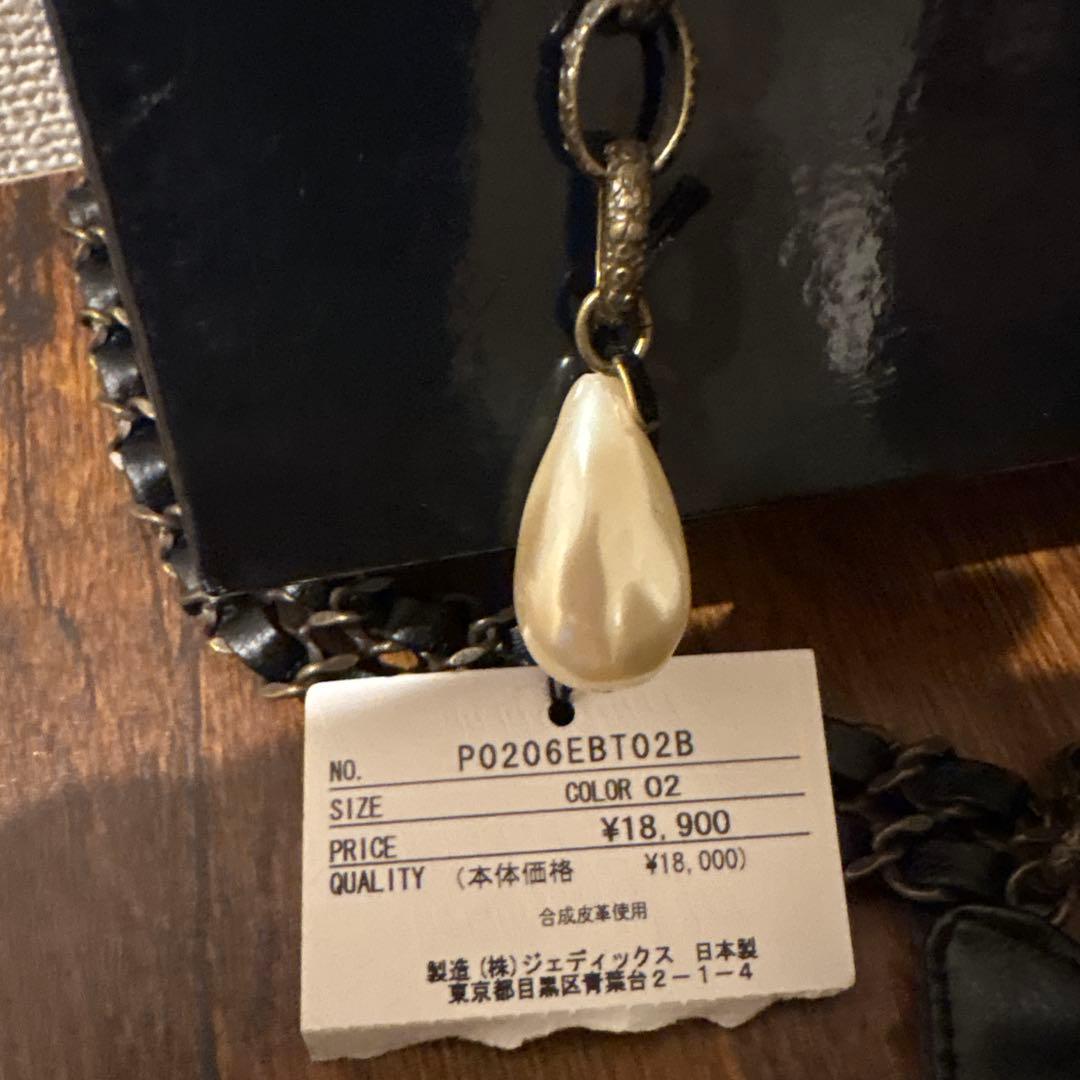 NO. P0206EBT02B
SIZE COLOR 02
PRICE ¥18,900
QUALITY (本体価格 ¥18,000)
合成皮革使用
製造(株)ジェディックス 日本製
東京都目黒区青葉台2-1-4